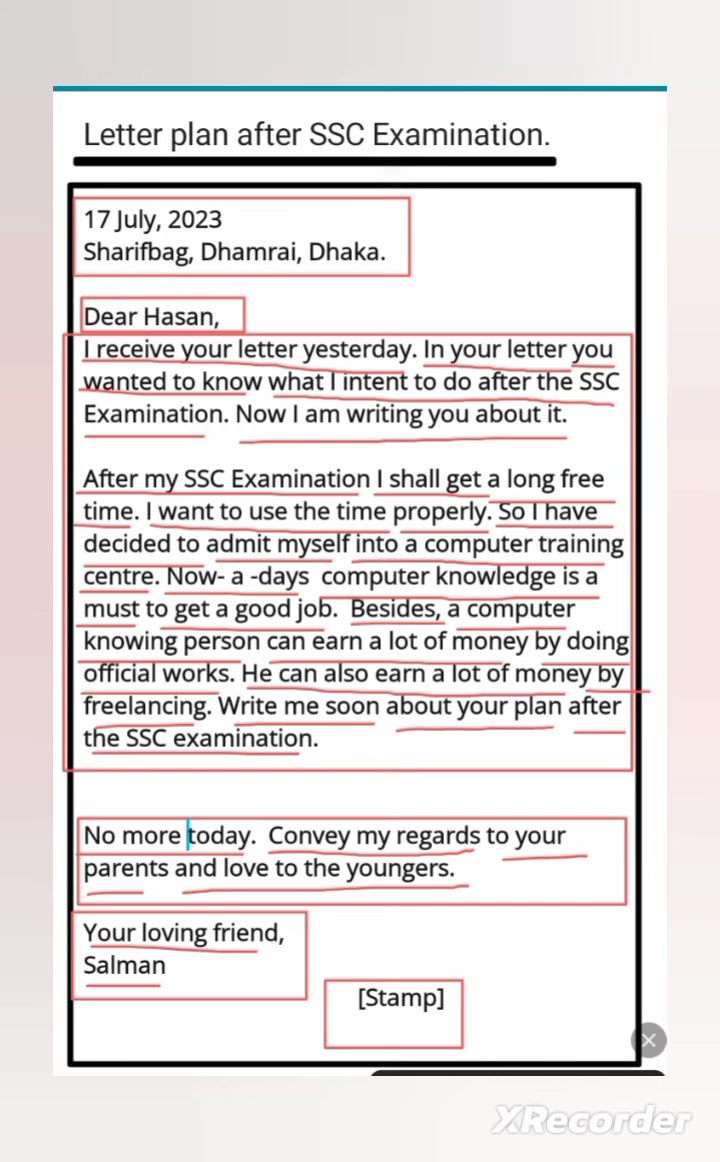 Letter plan after SSC Examination.
17 July, 2023
Sharifbag, Dhamrai, Dhaka.
Dear Hasan,
I receive your letter yesterday. In your letter you
wanted to know what I intent to do after the SSC
Examination. Now I am writing you about it.
After my SSC Examination I shall get a long free
time. I want to use the time properly. So I have
decided to admit myself into a computer training
centre. Now- a -days  computer knowledge is a
must to get a good job.  Besides, a computer
knowing person can earn a lot of money by doing
official works. He can also earn a lot of money by
freelancing. Write me soon about your plan after
the SSC examination.
No more today.  Convey my regards to your
parents and love to the youngers.
Your loving friend,
Salman
[Stamp]
XRecorder